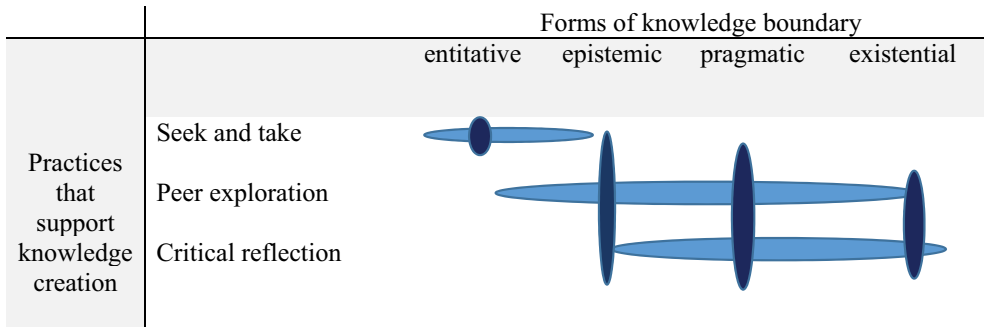 Forms of knowledge boundary
entitative epistemic pragmatic existential
Seek and take
Practices
that
support
knowledge
creation
Peer exploration
Critical reflection